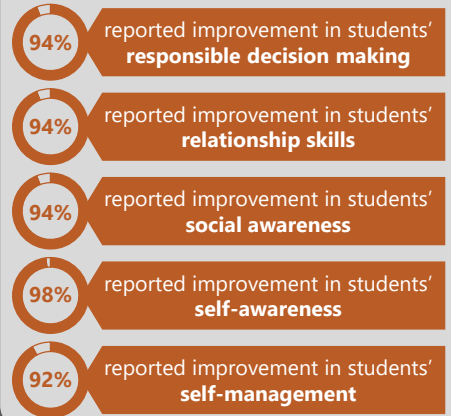 94%
reported improvement in students’
responsible decision making
94%
reported improvement in students’
relationship skills
94%
reported improvement in students’
social awareness
98%
reported improvement in students’
self-awareness
92%
reported improvement in students’
self-management